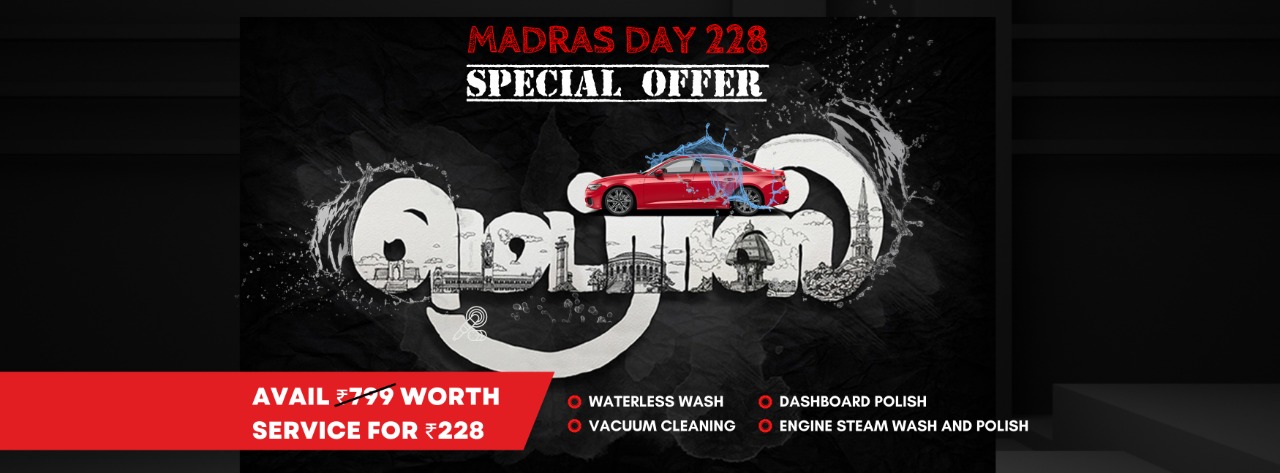 MADRAS DAY 228
SPECIAL OFFER
மெட்ராஸ்
AVAIL ₹799 WORTH
SERVICE FOR ₹228
WATERLESS WASH
VACUUM CLEANING
DASHBOARD POLISH
ENGINE STEAM WASH AND POLISH